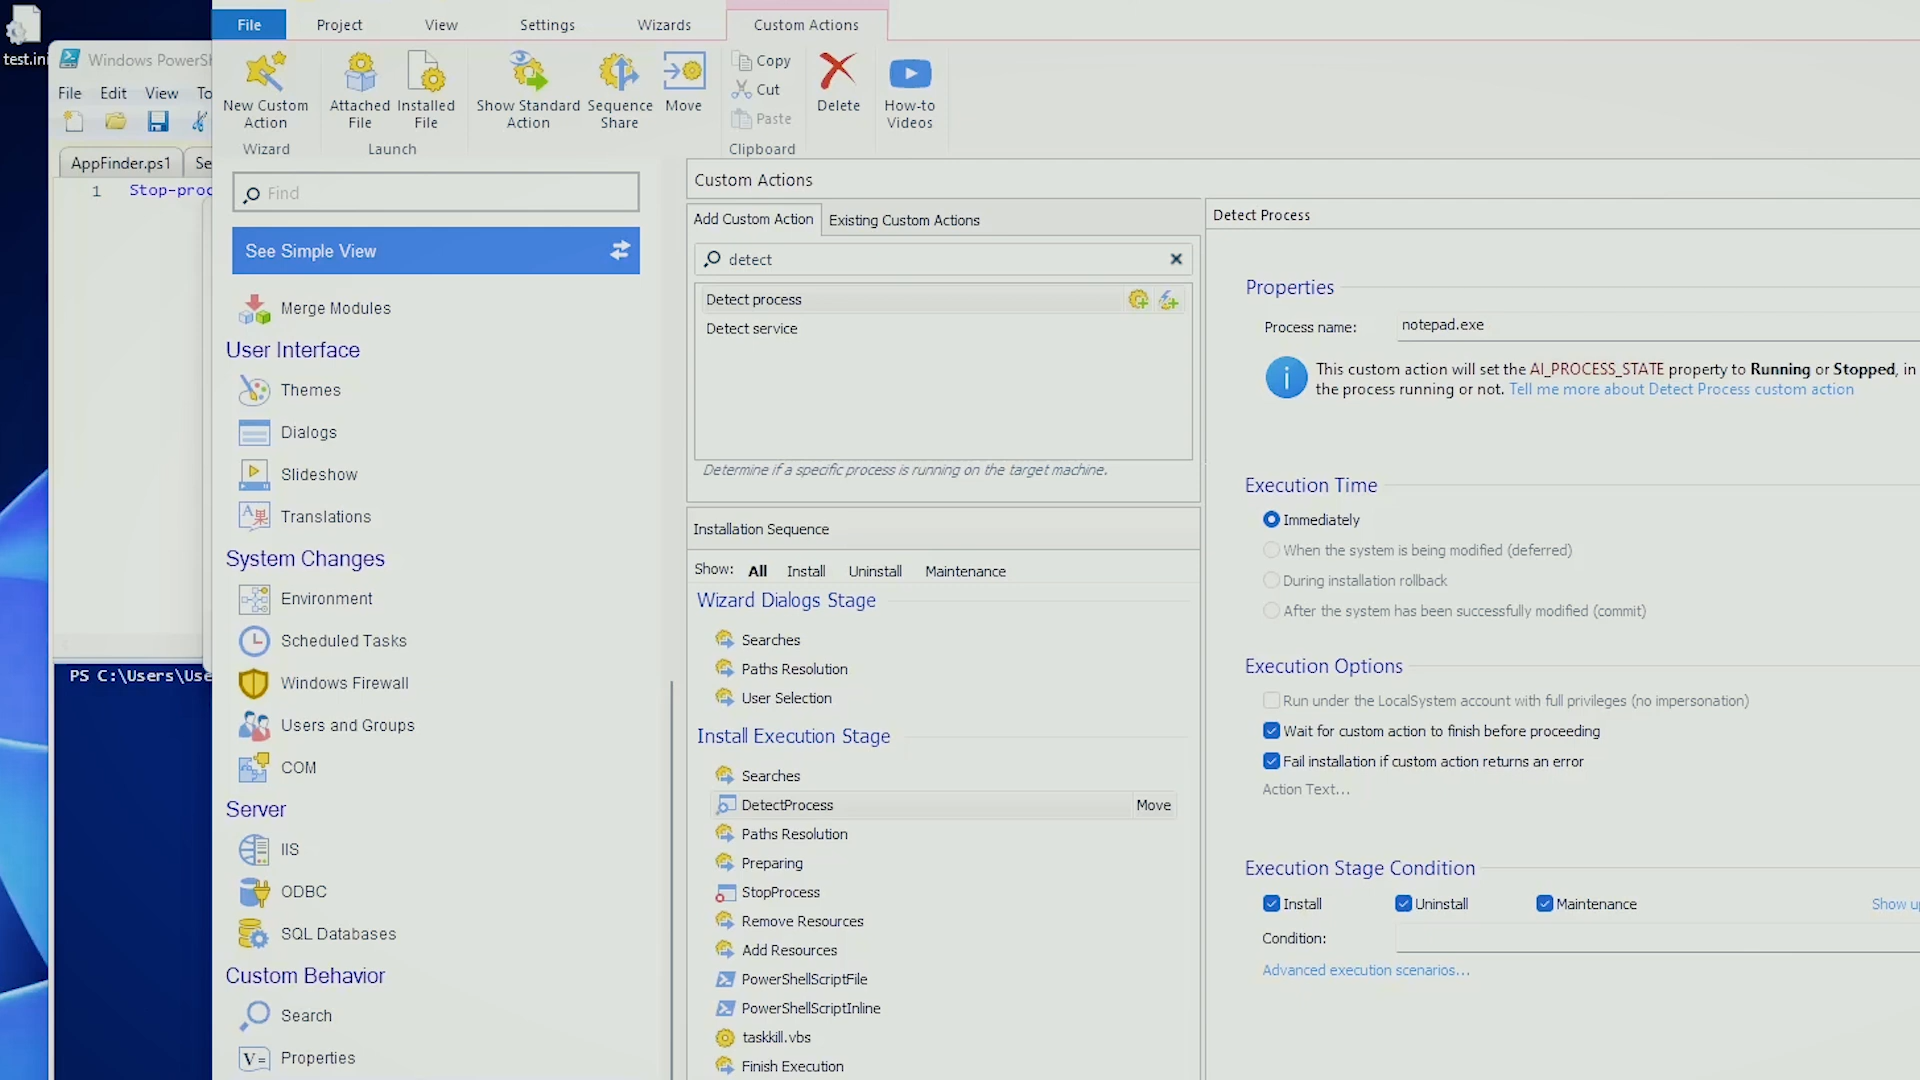 test.ini
Windows PowerSh
File Edit View To
AppFinder.ps1 Se
1 Stop-proc
PS C:\Users\Use
File Project View Settings Wizards Custom Actions
New Custom Action
Wizard
Attached File
Installed File
Launch
Show Standard Action
Sequence Share
Move
Copy
Cut
Paste
Clipboard
Delete
How-to Videos
Find
See Simple View
Merge Modules
User Interface
Themes
Dialogs
Slideshow
Translations
System Changes
Environment
Scheduled Tasks
Windows Firewall
Users and Groups
COM
Server
IIS
ODBC
SQL Databases
Custom Behavior
Search
Properties
Custom Actions
Add Custom Action Existing Custom Actions
detect
Detect process
Detect service
Determine if a specific process is running on the target machine.
Installation Sequence
Show: All Install Uninstall Maintenance
Wizard Dialogs Stage
Searches
Paths Resolution
User Selection
Install Execution Stage
Searches
DetectProcess Move
Paths Resolution
Preparing
StopProcess
Remove Resources
Add Resources
PowerShellScriptFile
PowerShellScriptInline
taskkill.vbs
Finish Execution
Detect Process
Properties
Process name: notepad.exe
This custom action will set the AI_PROCESS_STATE property to Running or Stopped, in
the process running or not. Tell me more about Detect Process custom action
Execution Time
Immediately
When the system is being modified (deferred)
During installation rollback
After the system has been successfully modified (commit)
Execution Options
Run under the LocalSystem account with full privileges (no impersonation)
Wait for custom action to finish before proceeding
Fail installation if custom action returns an error
Action Text...
Execution Stage Condition
Install Uninstall Maintenance Show up
Condition:
Advanced execution scenarios...